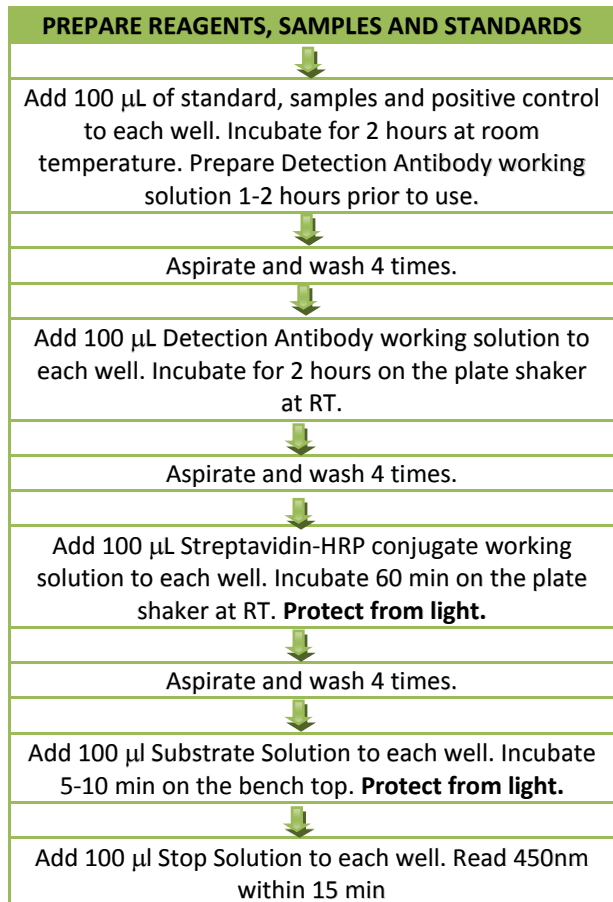 PREPARE REAGENTS, SAMPLES AND STANDARDS
Add 100 μL of standard, samples and positive control
to each well. Incubate for 2 hours at room
temperature. Prepare Detection Antibody working
solution 1-2 hours prior to use.
Aspirate and wash 4 times.
Add 100 μL Detection Antibody working solution to
each well. Incubate for 2 hours on the plate shaker
at RT.
Aspirate and wash 4 times.
Add 100 μL Streptavidin-HRP conjugate working
solution to each well. Incubate 60 min on the plate
shaker at RT. Protect from light.
Aspirate and wash 4 times.
Add 100 μl Substrate Solution to each well. Incubate
5-10 min on the bench top. Protect from light.
Add 100 μl Stop Solution to each well. Read 450nm
within 15 min